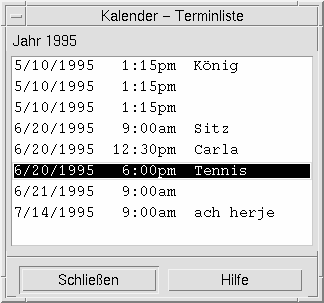 Kalender – Terminliste
Jahr 1995
5/10/1995 1:15pm König
5/10/1995 1:15pm
5/10/1995 1:15pm
6/20/1995 9:00am Sitz
6/20/1995 12:30pm Carla
6/20/1995 6:00pm Tennis
6/21/1995 9:00am
7/14/1995 9:00am ach herje
Schließen Hilfe